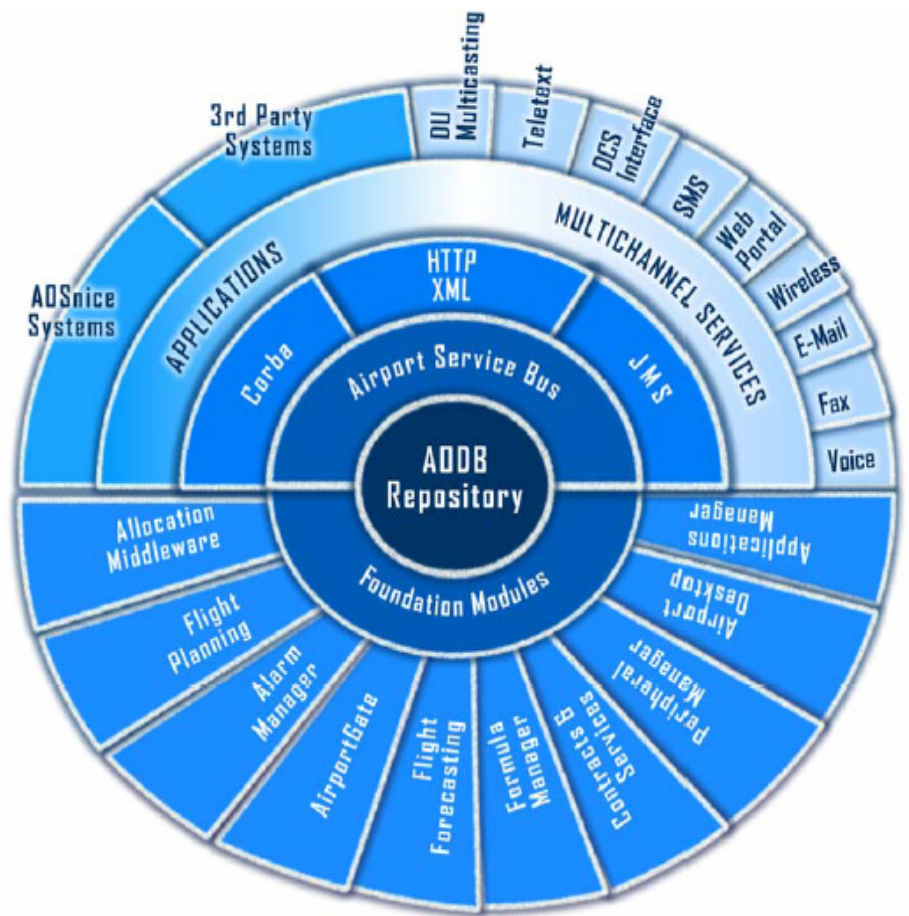 3rd Party
Systems
DU
Multicasting
Teletext
DCS
Interface
SMS
Web
Portal
Wireless
E-Mail
Fax
Voice
AOSnice
Systems
APPLICATIONS
MULTICHANNEL SERVICES
Corba
HTTP
XML
JMS
Airport Service Bus
AODB
Repository
Foundation Modules
Allocation
Middleware
Flight
Planning
Alarm
Manager
AirportGate
Flight
Forecasting
Formula
Manager
Contracts &
Services
Peripheral
Manager
Airport
Desktop
Applications
Manager